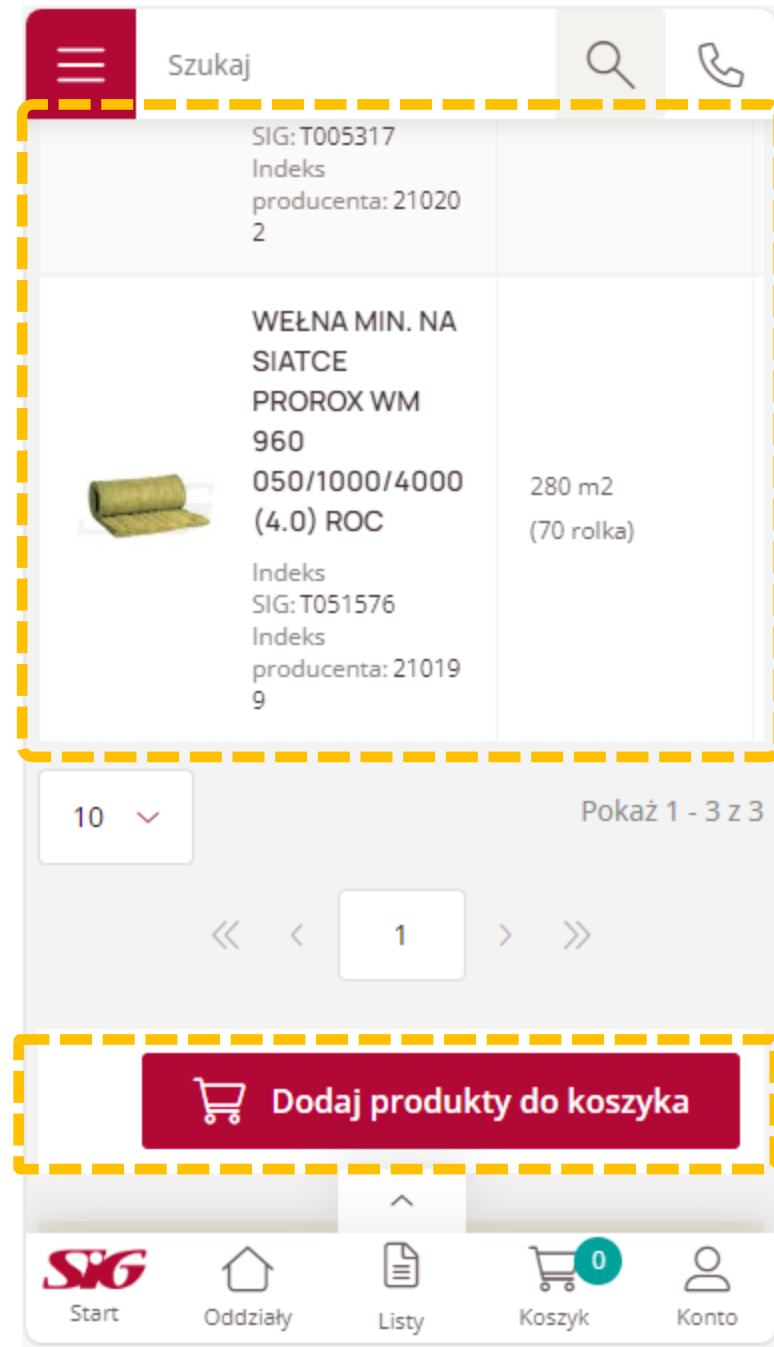 Szukaj
SIG: T005317
Indeks
producenta: 21020
2
WEŁNA MIN. NA
SIATCE
PROROX WM
960
050/1000/4000
(4.0) ROC
280 m2
(70 rolka)
Indeks
SIG: T051576
Indeks
producenta: 21019
9
10
Pokaż 1 - 3 z 3
1
Dodaj produkty do koszyka
SIG
0
Start
Oddziały
Listy
Koszyk
Konto